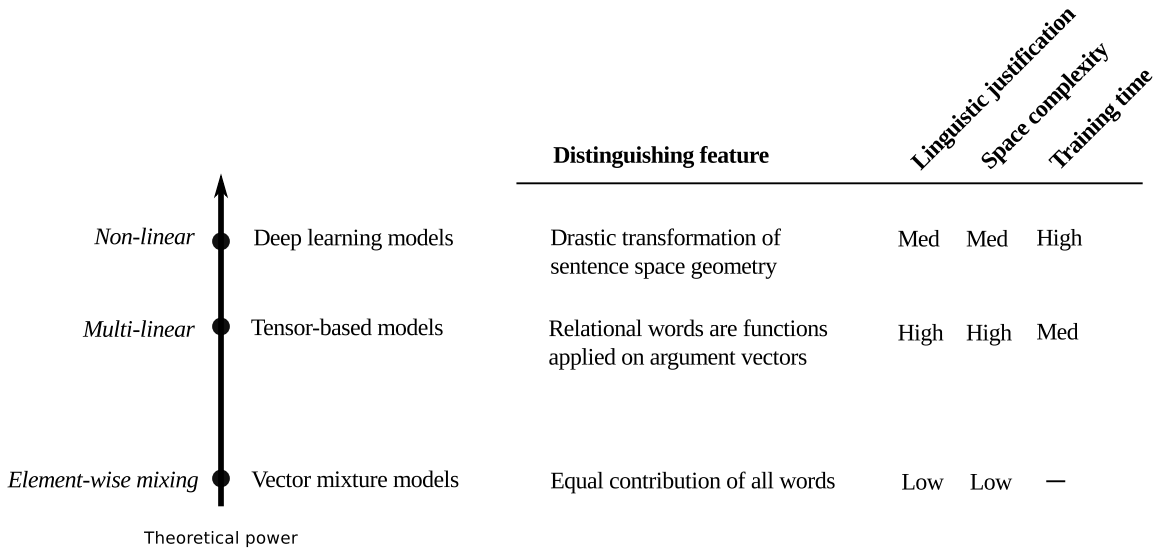 Linguistic justification
Space complexity
Training time
Distinguishing feature
Non-linear Deep learning models Drastic transformation of Med Med High
sentence space geometry
Multi-linear Tensor-based models Relational words are functions High High Med
applied on argument vectors
Element-wise mixing Vector mixture models Equal contribution of all words Low Low —
Theoretical power